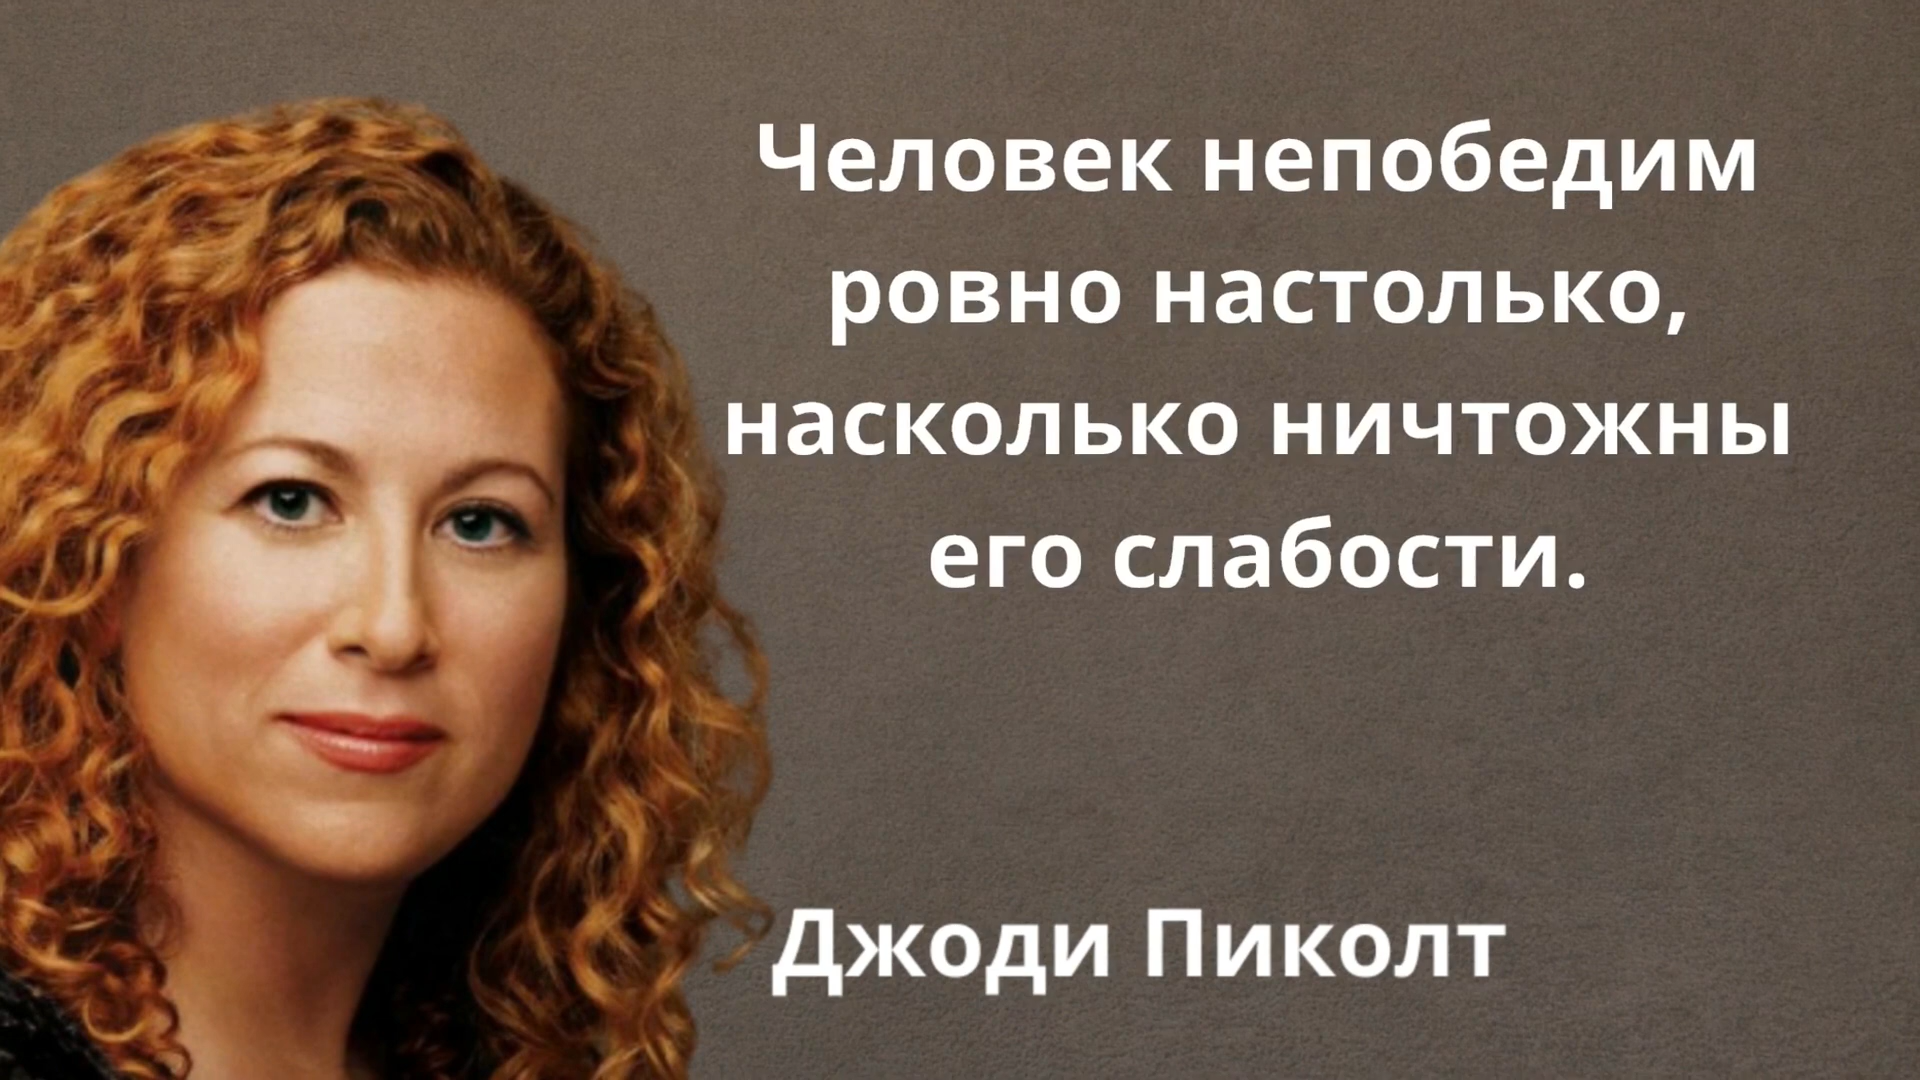 Человек непобедим
ровно настолько,
насколько ничтожны
его слабости.
Джоди Пиколт